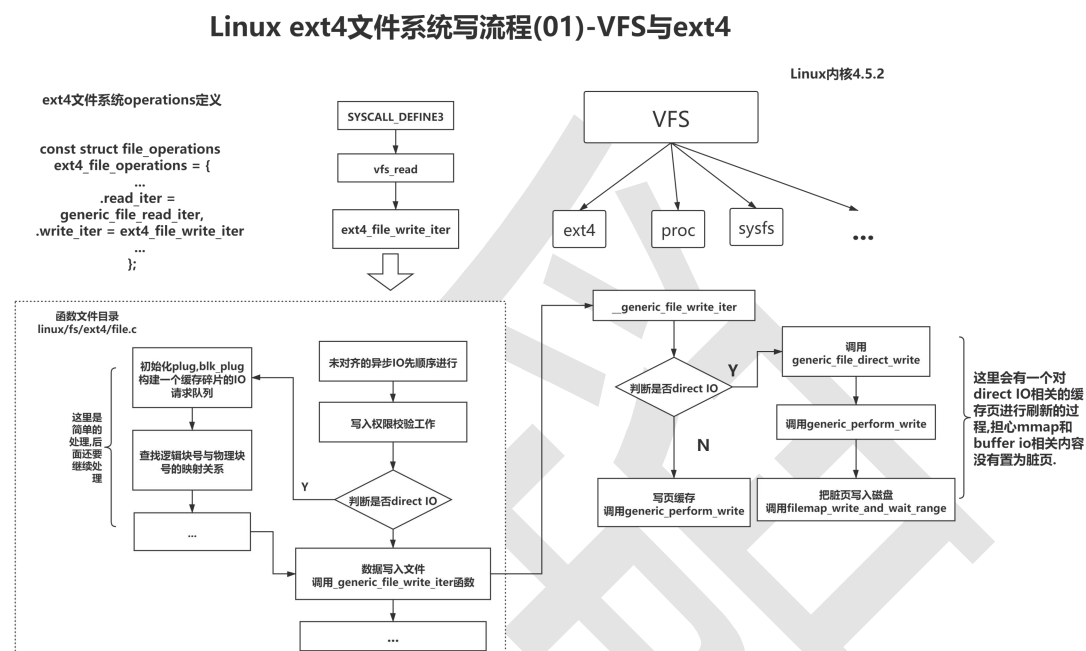 Linux ext4文件系统写流程(01)-VFS与ext4
Linux内核4.5.2
ext4文件系统operations定义
const struct file_operations
ext4_file_operations = {
...
.read_iter =
generic_file_read_iter,
.write_iter = ext4_file_write_iter
...
};
SYSCALL_DEFINE3
vfs_read
ext4_file_write_iter
VFS
ext4
proc
sysfs
...
函数文件目录
linux/fs/ext4/file.c
这里是
简单的
处理,后
面还要
继续处
理
初始化plug,blk_plug
构建一个缓存碎片的IO
请求队列
查找逻辑块号与物理块
号的映射关系
...
未对齐的异步IO先顺序进行
写入权限校验工作
Y
判断是否direct IO
数据写入文件
调用_generic_file_write_iter函数
...
__generic_file_write_iter
判断是否direct IO
Y
N
写页缓存
调用generic_perform_write
调用
generic_file_direct_write
调用generic_perform_write
把脏页写入磁盘
调用filemap_write_and_wait_range
这里会有一个对
direct IO相关的缓
存页进行刷新的过
程,担心mmap和
buffer io相关内容
没有置为脏页.